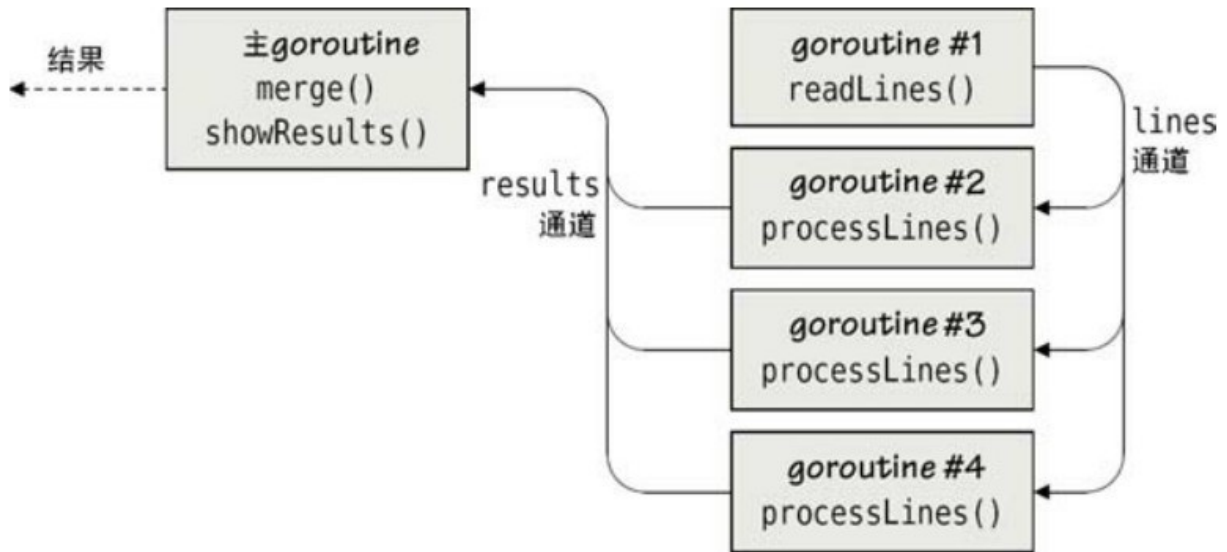 结果
主goroutine
merge()
showResults()
results
通道
goroutine #1
readLines()
lines
通道
goroutine #2
processLines()
goroutine #3
processLines()
goroutine #4
processLines()